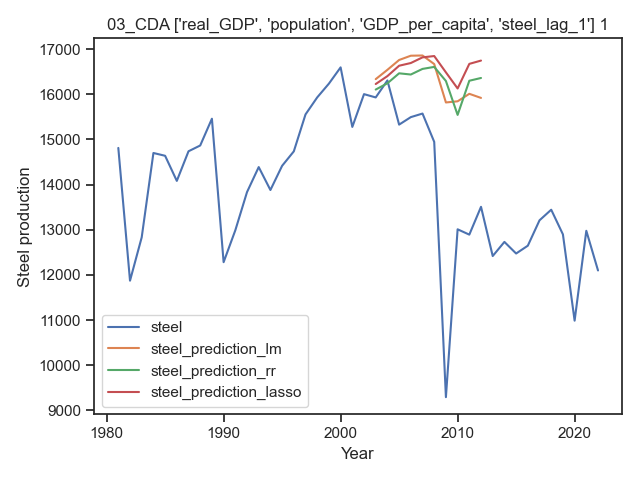 03_CDA ['real_GDP', 'population', 'GDP_per_capita', 'steel_lag_1'] 1
17000
16000
15000
14000
13000
12000
11000
10000
9000
Steel production
steel
steel_prediction_lm
steel_prediction_rr
steel_prediction_lasso
1980 1990 2000 2010 2020
Year